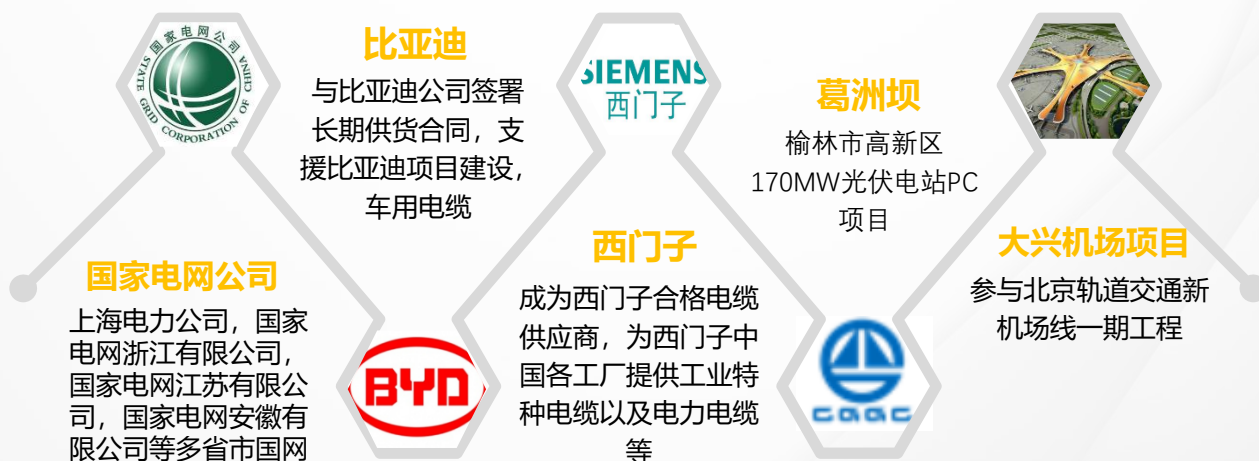 国家电网公司
STATE GRID CORPORATION OF CHINA
国家电网公司
上海电力公司，国家
电网浙江有限公司，
国家电网江苏有限公
司，国家电网安徽有
限公司等多省市国网
比亚迪
与比亚迪公司签署
长期供货合同，支
援比亚迪项目建设，
车用电缆
BYD
SIEMENS
西门子
西门子
成为西门子合格电缆
供应商，为西门子中
国各工厂提供工业特
种电缆以及电力电缆
等
葛洲坝
榆林市高新区
170MW光伏电站PC
项目
CGGC
大兴机场项目
参与北京轨道交通新
机场线一期工程